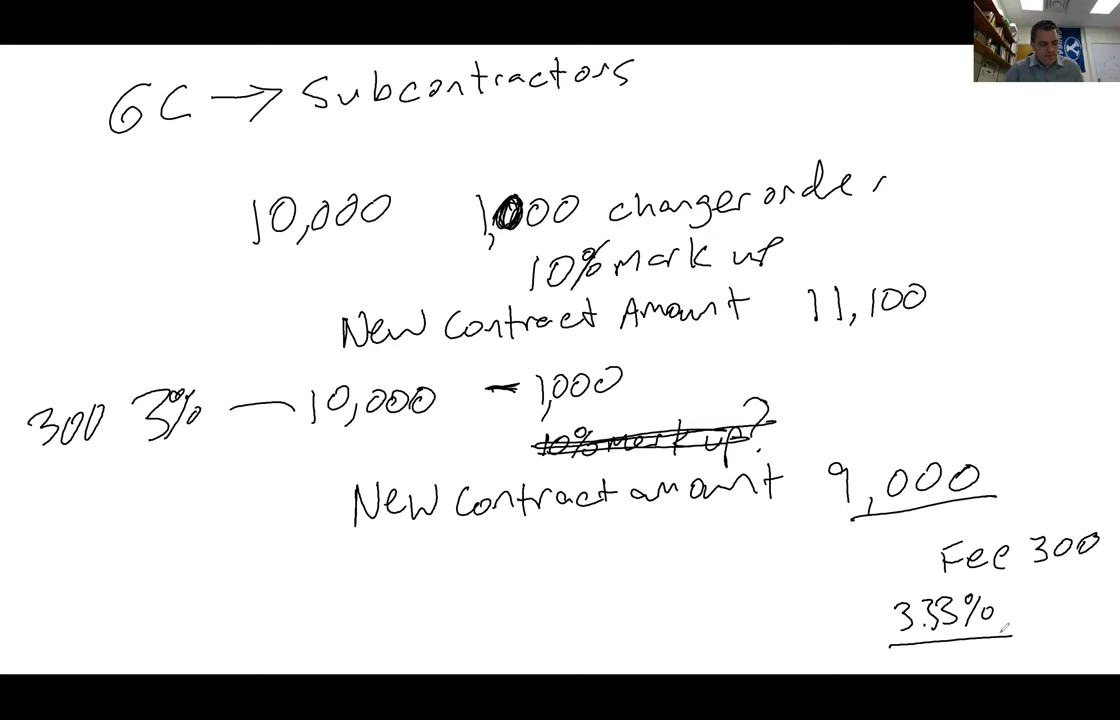 GC → Subcontractors
10,000 1,000 changer order
10% mark up
New Contract Amount 11,100
300 3% — 10,000 - 1,000
10% mark up?
New Contract amount 9,000
Fee 300
3.33%